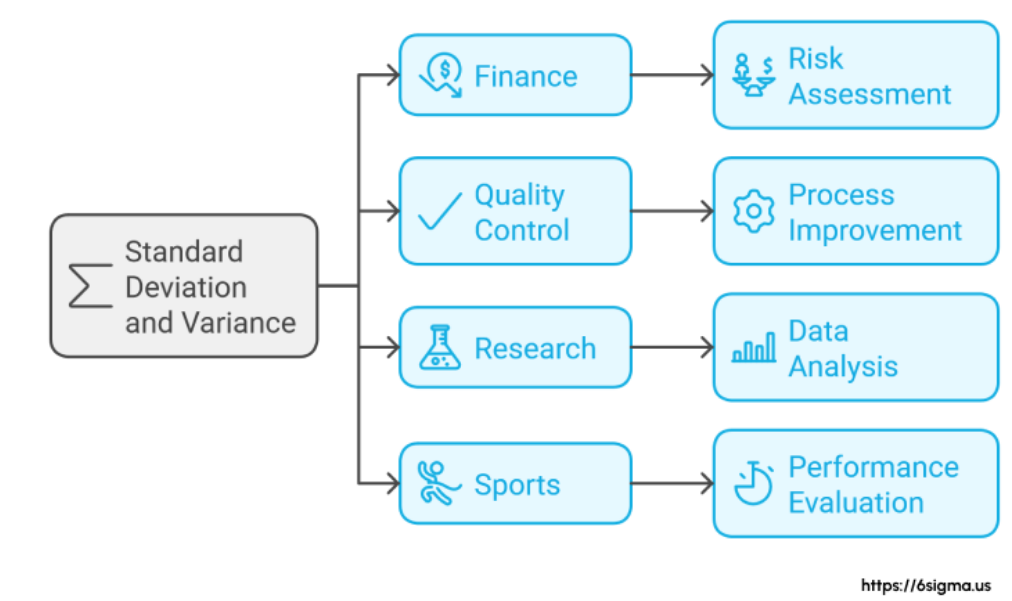 Standard
Deviation
and Variance
Finance
Risk
Assessment
Quality
Control
Process
Improvement
Research
Data
Analysis
Sports
Performance
Evaluation
https://6sigma.us